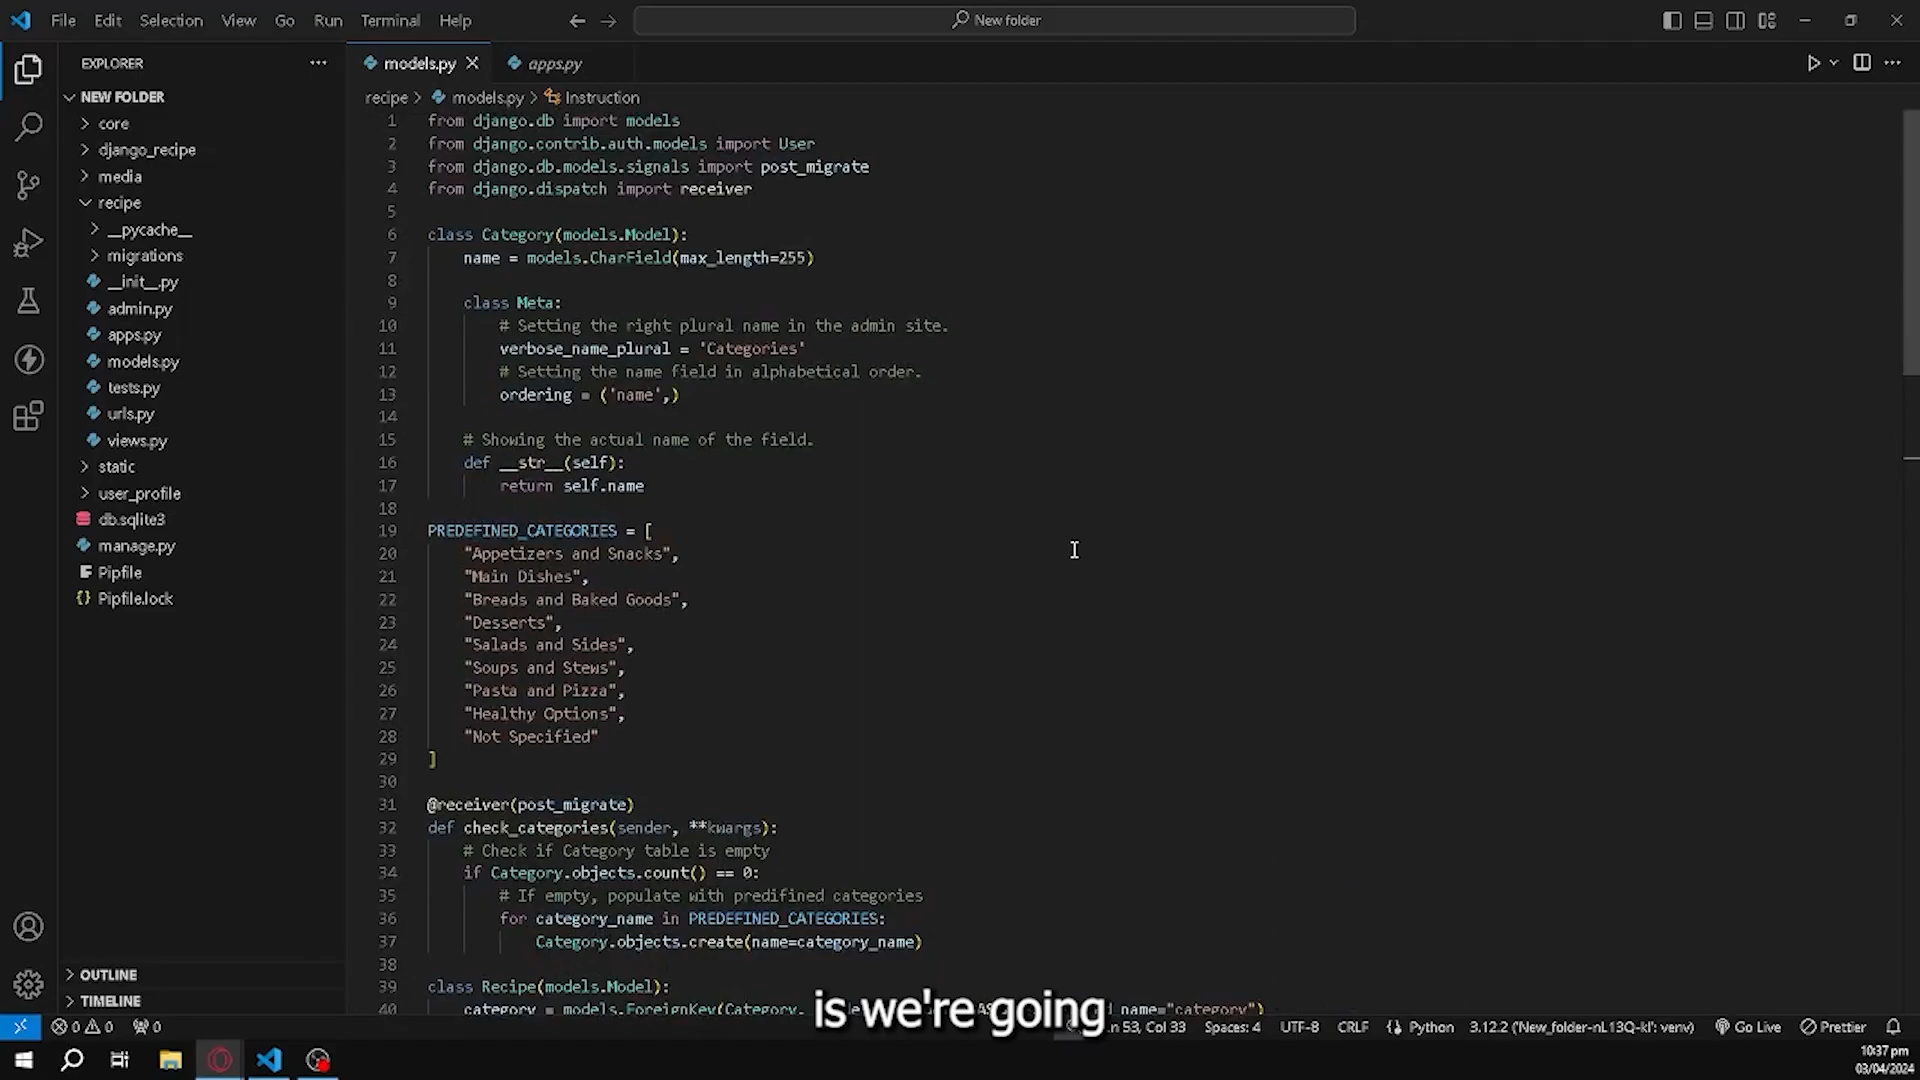 File Edit Selection View Go Run Terminal Help
New folder
EXPLORER
NEW FOLDER
core
django_recipe
media
recipe
__pycache__
migrations
__init__.py
admin.py
apps.py
models.py
tests.py
urls.py
views.py
static
user_profile
db.sqlite3
manage.py
Pipfile
Pipfile.lock
OUTLINE
TIMELINE
models.py
apps.py
recipe > models.py > Instruction
1 from django.db import models
2 from django.contrib.auth.models import User
3 from django.db.models.signals import post_migrate
4 from django.dispatch import receiver
5
6 class Category(models.Model):
7 name = models.CharField(max_length=255)
8
9 class Meta:
10 # Setting the right plural name in the admin site.
11 verbose_name_plural = 'Categories'
12 # Setting the name field in alphabetical order.
13 ordering = ('name',)
14
15 # Showing the actual name of the field.
16 def __str__(self):
17 return self.name
18
19 PREDEFINED_CATEGORIES = [
20 "Appetizers and Snacks",
21 "Main Dishes",
22 "Breads and Baked Goods",
23 "Desserts",
24 "Salads and Sides",
25 "Soups and Stews",
26 "Pasta and Pizza",
27 "Healthy Options",
28 "Not Specified"
29 ]
30
31 @receiver(post_migrate)
32 def check_categories(sender, **kwargs):
33 # Check if Category table is empty
34 if Category.objects.count() == 0:
35 # If empty, populate with predifined categories
36 for category_name in PREDEFINED_CATEGORIES:
37 Category.objects.create(name=category_name)
38
39 class Recipe(models.Model):
40 category = models.ForeignKey(Category, name="category")
is we're going
0 0 0 Ln 53, Col 33 Spaces: 4 UTF-8 CRLF Python 3.12.2 ('New_folder-nL13Q-kl': venv) Go Live Prettier
10:37 pm
03/04/2024